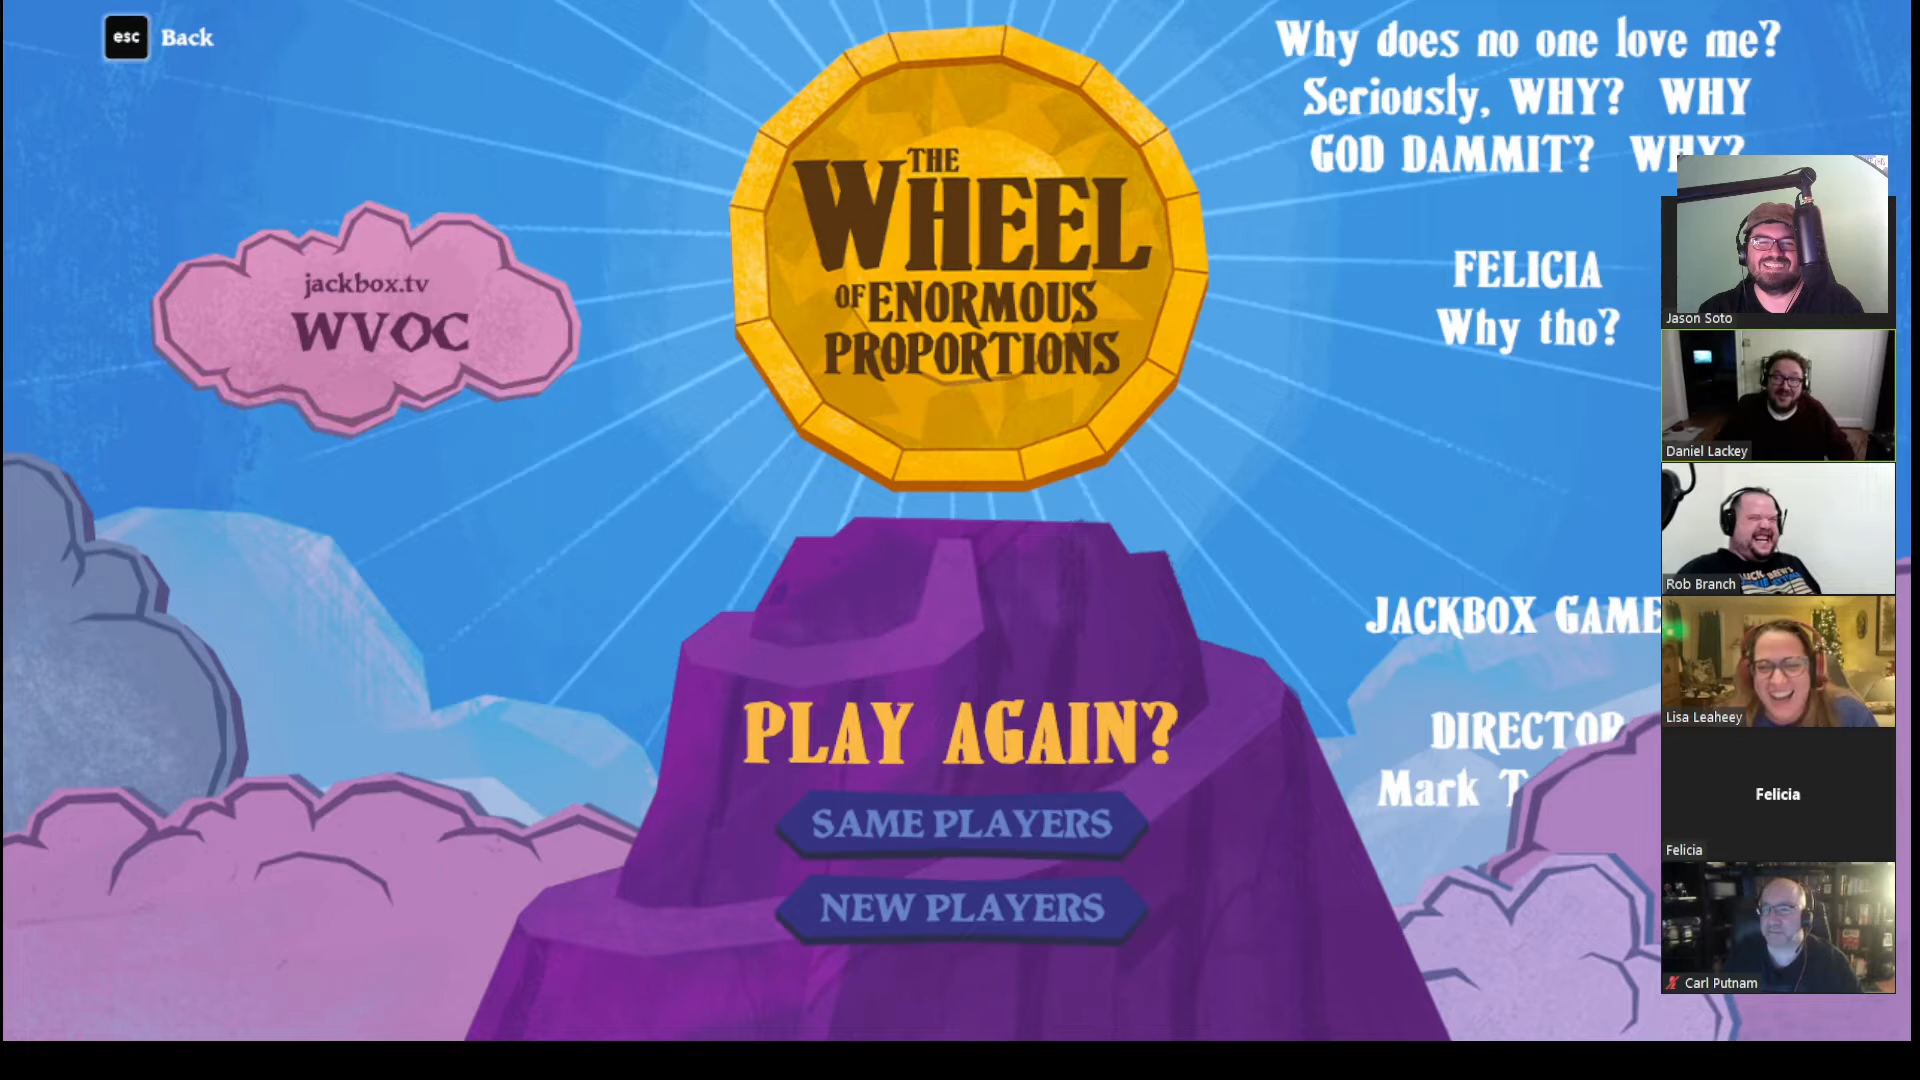 esc Back
Why does no one love me?
Seriously, WHY? WHY
GOD DAMMIT? WHY?
FELICIA
Why tho?
THE
WHEEL
OF ENORMOUS
PROPORTIONS
jackbox.tv
WVOC
JACKBOX GAME
DIRECTOR
Mark T
PLAY AGAIN?
SAME PLAYERS
NEW PLAYERS
Jason Soto
Daniel Lackey
Rob Branch
Lisa Leaheey
Felicia
Felicia
Carl Putnam